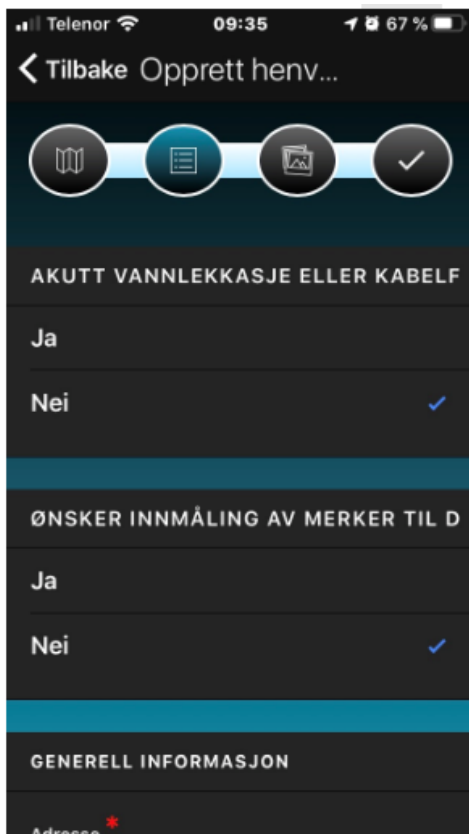 Telenor 09:35 67 %
Tilbake Opprett henv...
AKUTT VANNLEKKASJE ELLER KABELF
Ja
Nei
ØNSKER INNMÅLING AV MERKER TIL D
Ja
Nei
GENERELL INFORMASJON
Adresse *